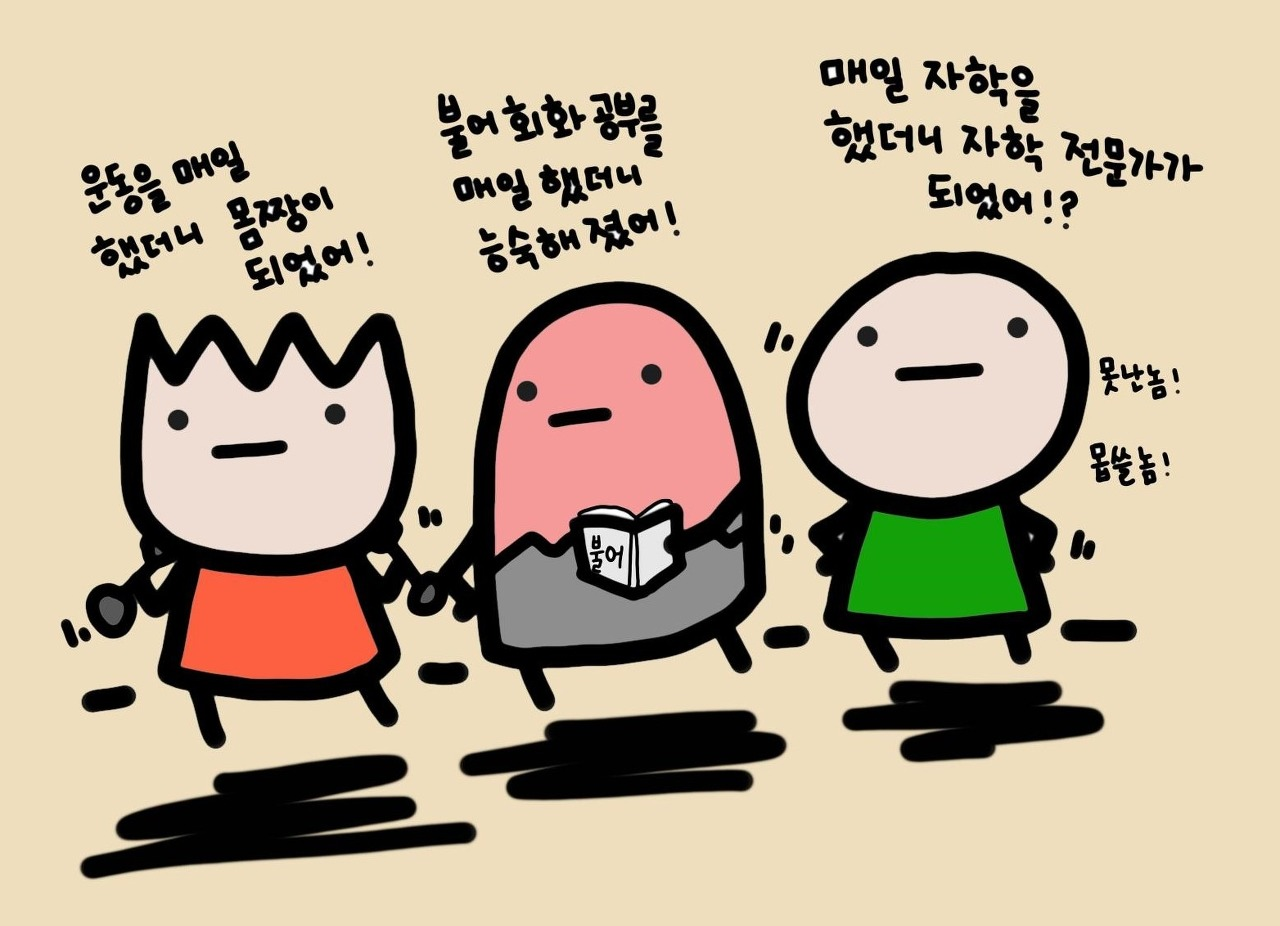 운동을 매일
했더니 몸짱이
되었어!
불어 회화 공부를
매일 했더니
능숙해 졌어!
매일 자학을
했더니 자학 전문가가
되었어!?
못난놈!
몹쓸놈!
불어